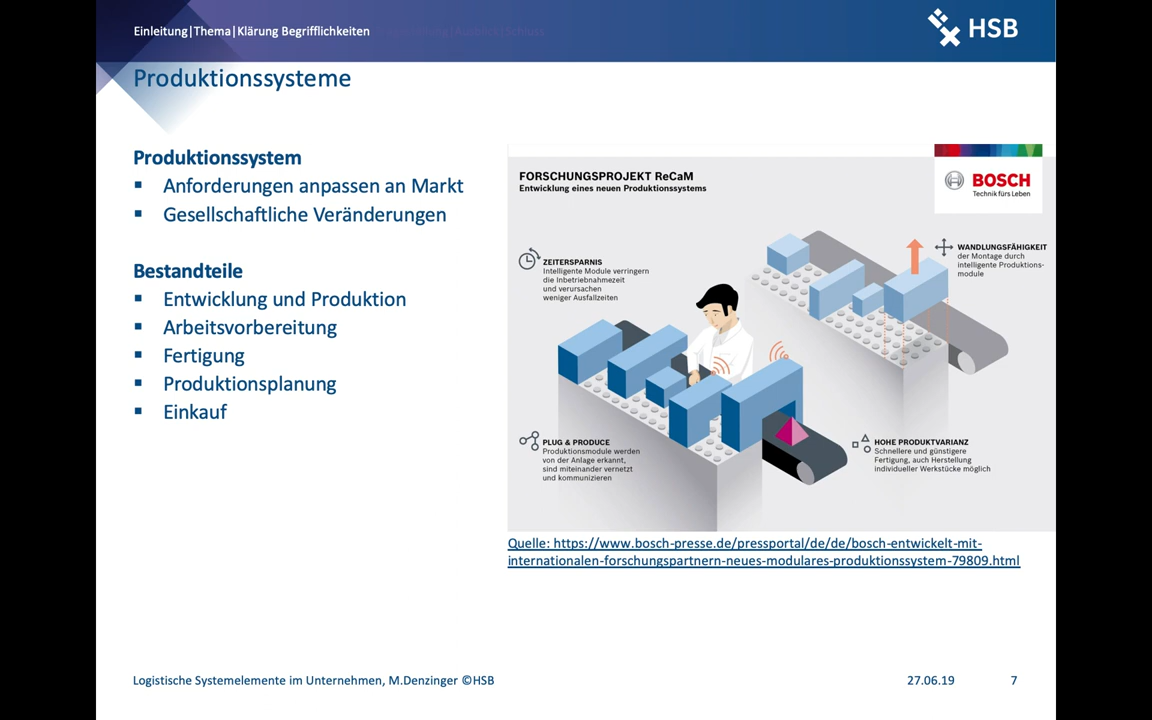 Einleitung|Thema|Klärung Begrifflichkeiten
HSB
Produktionssysteme
Produktionssystem
▪ Anforderungen anpassen an Markt
▪ Gesellschaftliche Veränderungen
Bestandteile
▪ Entwicklung und Produktion
▪ Arbeitsvorbereitung
▪ Fertigung
▪ Produktionsplanung
▪ Einkauf
FORSCHUNGSPROJEKT ReCaM
Entwicklung eines neuen Produktionssystems
BOSCH
Technik fürs Leben
ZEITERSPARNIS
Intelligente Module verringern
die Inbetriebnahmezeit
und verursachen
weniger Ausfallzeiten
WANDLUNGSFÄHIGKEIT
der Montage durch
intelligente Produktions-
module
PLUG & PRODUCE
Produktionsmodule werden
von der Anlage erkannt,
sind miteinander vernetzt
und kommunizieren
HOHE PRODUKTVARIANZ
Schnellere und günstigere
Fertigung, auch Herstellung
individueller Werkstücke möglich
Quelle: https://www.bosch-presse.de/pressportal/de/de/bosch-entwickelt-mit-
internationalen-forschungspartnern-neues-modulares-produktionssystem-79809.html
Logistische Systemelemente im Unternehmen, M.Denzinger ©HSB
27.06.19
7